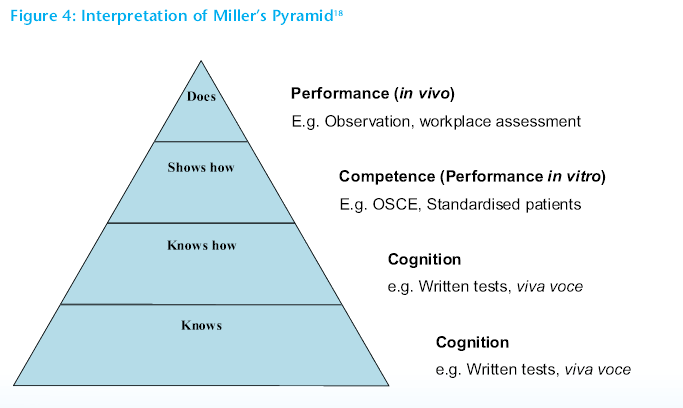 Figure 4: Interpretation of Miller's Pyramid¹⁸
Does
Performance (in vivo)
E.g. Observation, workplace assessment
Shows how
Competence (Performance in vitro)
E.g. OSCE, Standardised patients
Knows how
Cognition
e.g. Written tests, viva voce
Knows
Cognition
e.g. Written tests, viva voce